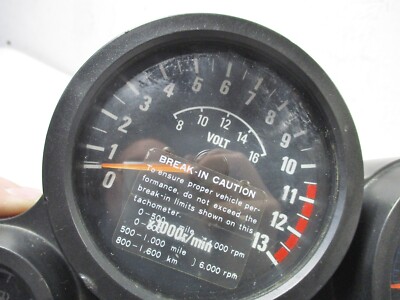 0
1
2
3
4
5
6
7
8
9
10
11
12
13
8 10 12 14 16
VOLT
BREAK-IN CAUTION
To ensure proper vehicle per-
formance, do not exceed the
break-in limits shown on this
tachometer.
0-500 mile
0- ,000 rpm
x1000r/min
500-1,000 mile
800-1,600 km ) 6,000 rpm